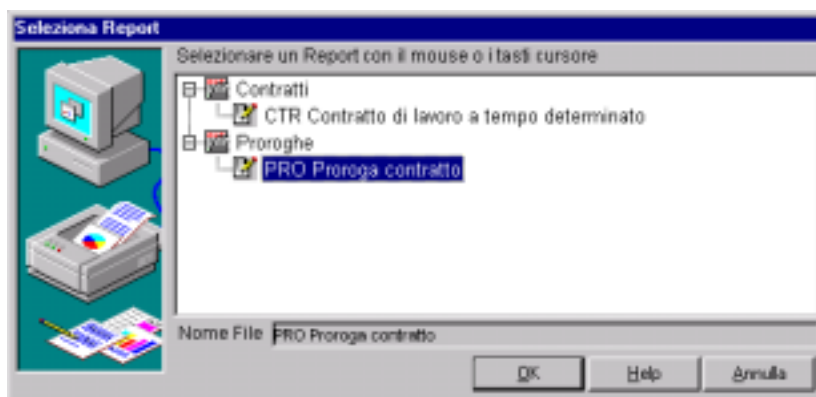 Seleziona Report
Selezionare un Report con il mouse o i tasti cursore
Contratti
CTR Contratto di lavoro a tempo determinato
Proroghe
PRO Proroga contratto
Nome File PRO Proroga contratto
OK Help Annulla